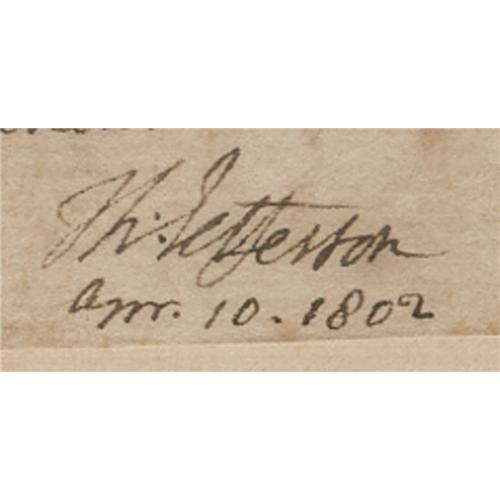 Th: Jefferson
Apr. 10. 1802